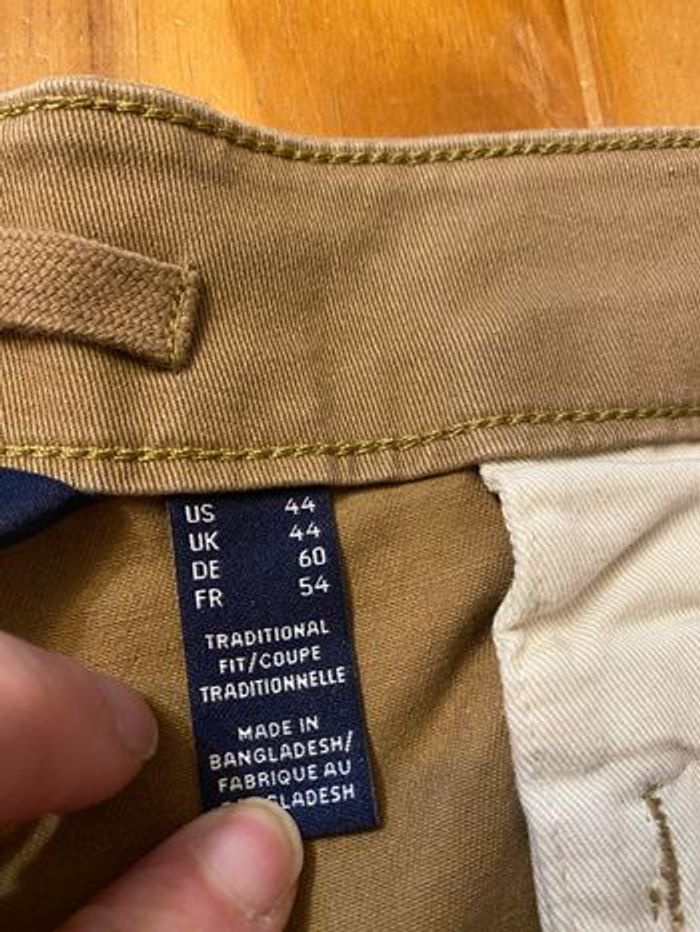 US 44
UK 44
DE 60
FR 54
TRADITIONAL
FIT/COUPE
TRADITIONNELLE
MADE IN
BANGLADESH/
FABRIQUE AU